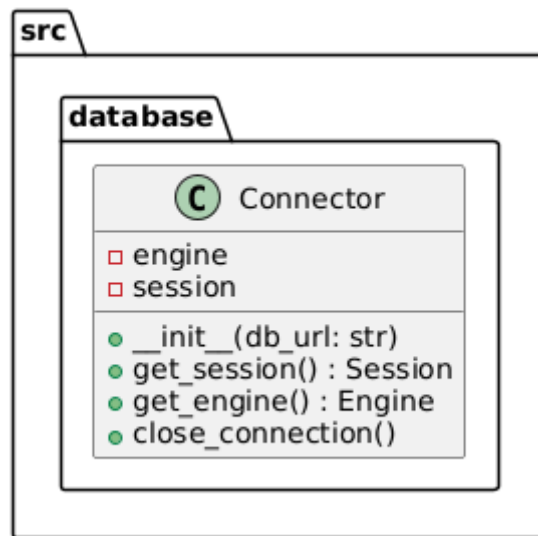 src
database
C Connector
engine
session
__init__(db_url: str)
get_session() : Session
get_engine() : Engine
close_connection()